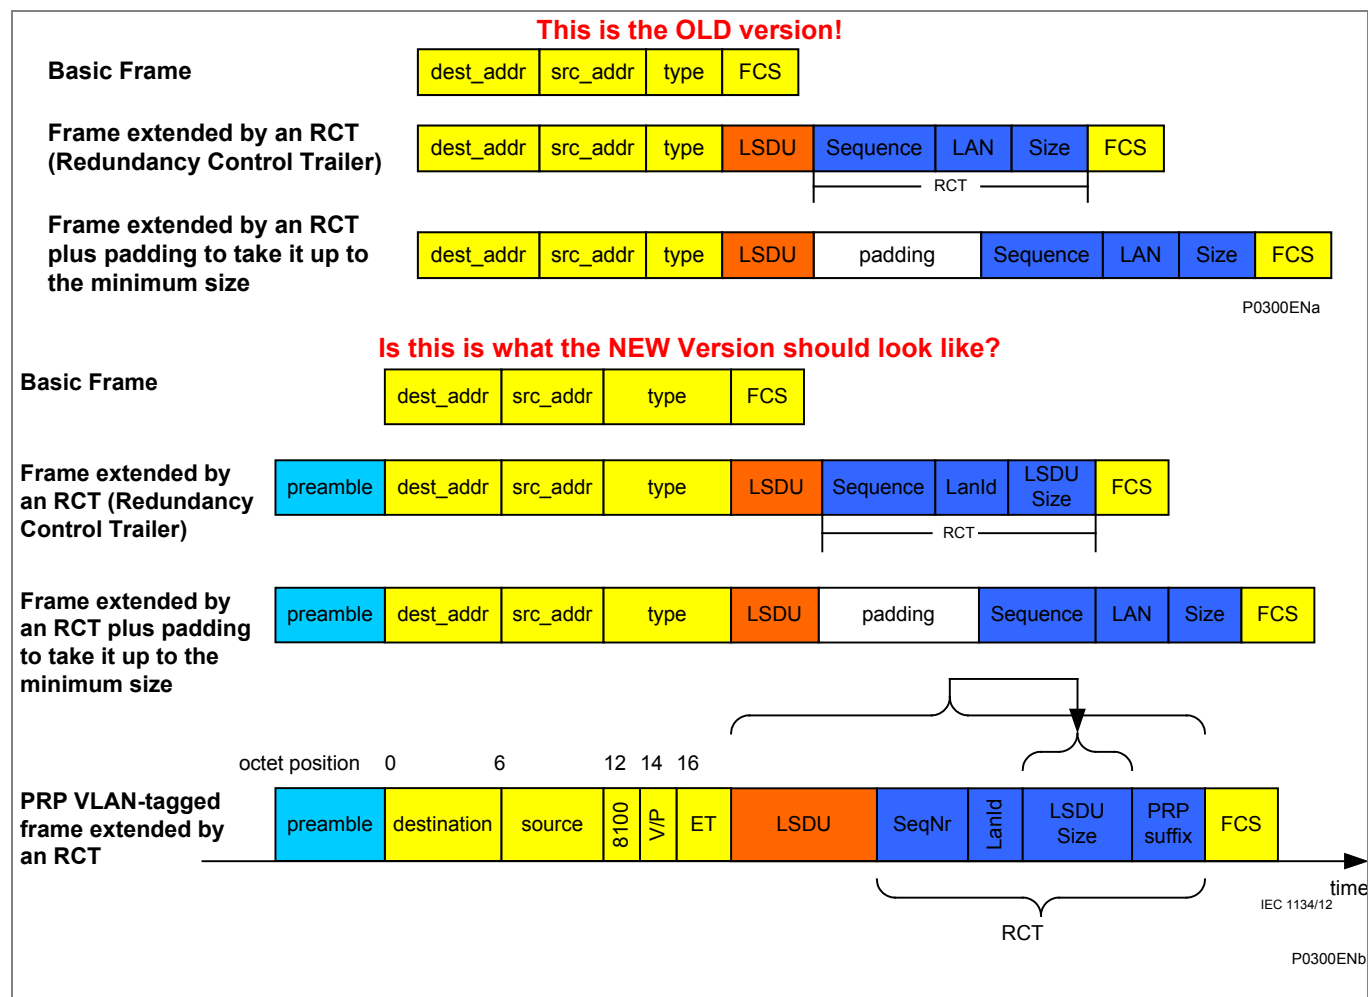 This is the OLD version!
Basic Frame
dest_addr src_addr type FCS
Frame extended by an RCT
(Redundancy Control Trailer)
dest_addr src_addr type LSDU Sequence LAN Size FCS
RCT
Frame extended by an RCT
plus padding to take it up to
the minimum size
dest_addr src_addr type LSDU padding Sequence LAN Size FCS
P0300ENa
Is this is what the NEW Version should look like?
Basic Frame
dest_addr src_addr type FCS
Frame extended by
an RCT (Redundancy
Control Trailer)
preamble dest_addr src_addr type LSDU Sequence LanId LSDU
Size FCS
RCT
Frame extended by
an RCT plus padding
to take it up to the
minimum size
preamble dest_addr src_addr type LSDU padding Sequence LAN Size FCS
octet position 0 6 12 14 16
PRP VLAN-tagged
frame extended by
an RCT
preamble destination source 8100 V/P ET LSDU SeqNr LanId LSDU
Size PRP
suffix FCS
time
IEC 1134/12
RCT
P0300ENb